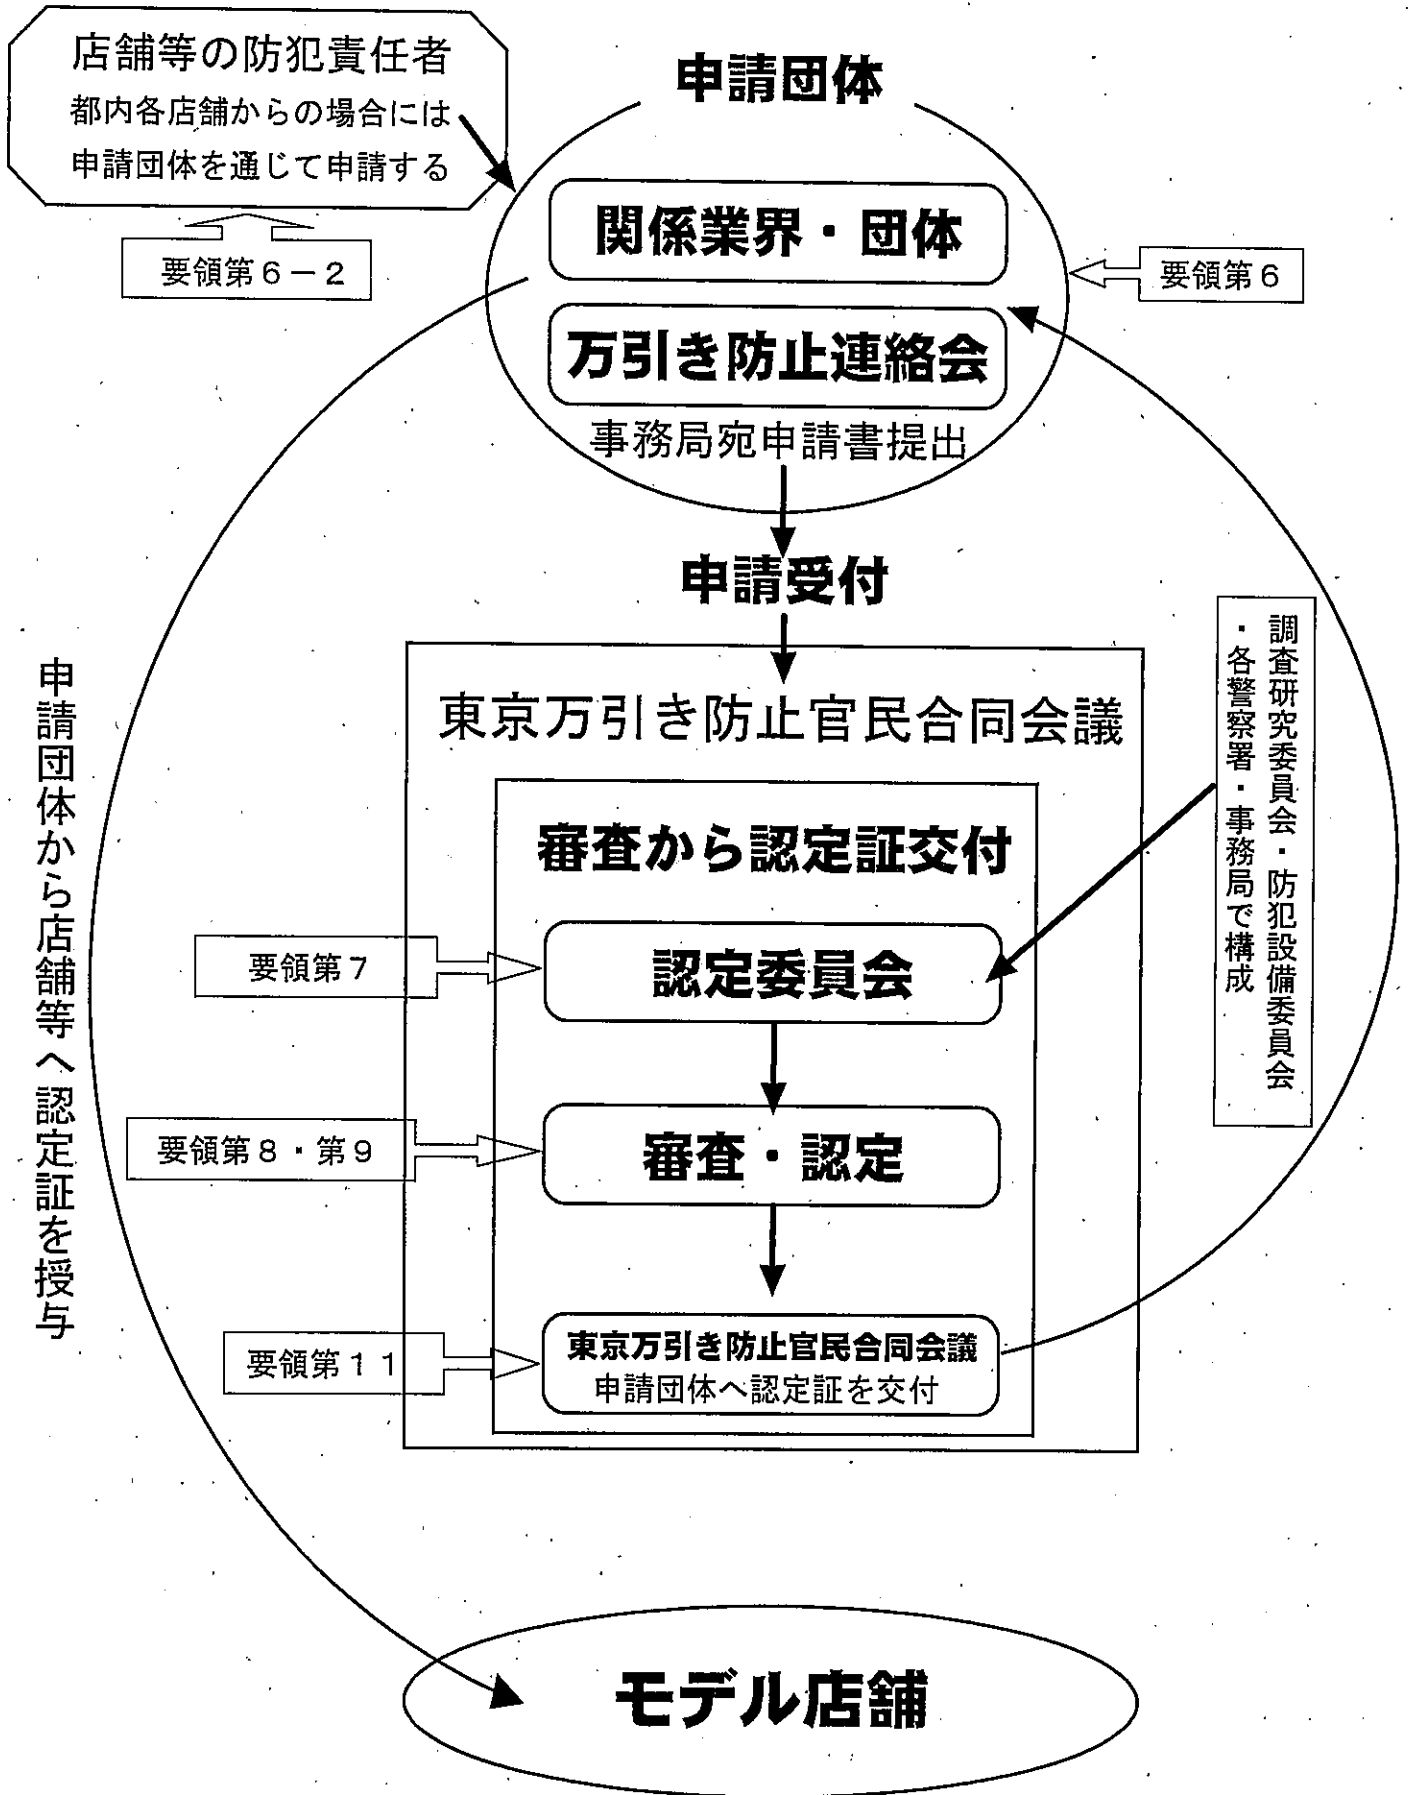 店舗等の防犯責任者
都内各店舗からの場合には
申請団体を通じて申請する
要領第６－２
申請団体
関係業界・団体
万引き防止連絡会
事務局宛申請書提出
要領第６
申請受付
東京万引き防止官民合同会議
審査から認定証交付
認定委員会
要領第７
調査研究委員会・防犯設備委員会
・各警察署・事務局で構成
審査・認定
要領第８・第９
東京万引き防止官民合同会議
申請団体へ認定証を交付
要領第１１
申請団体から店舗等へ認定証を授与
モデル店舗